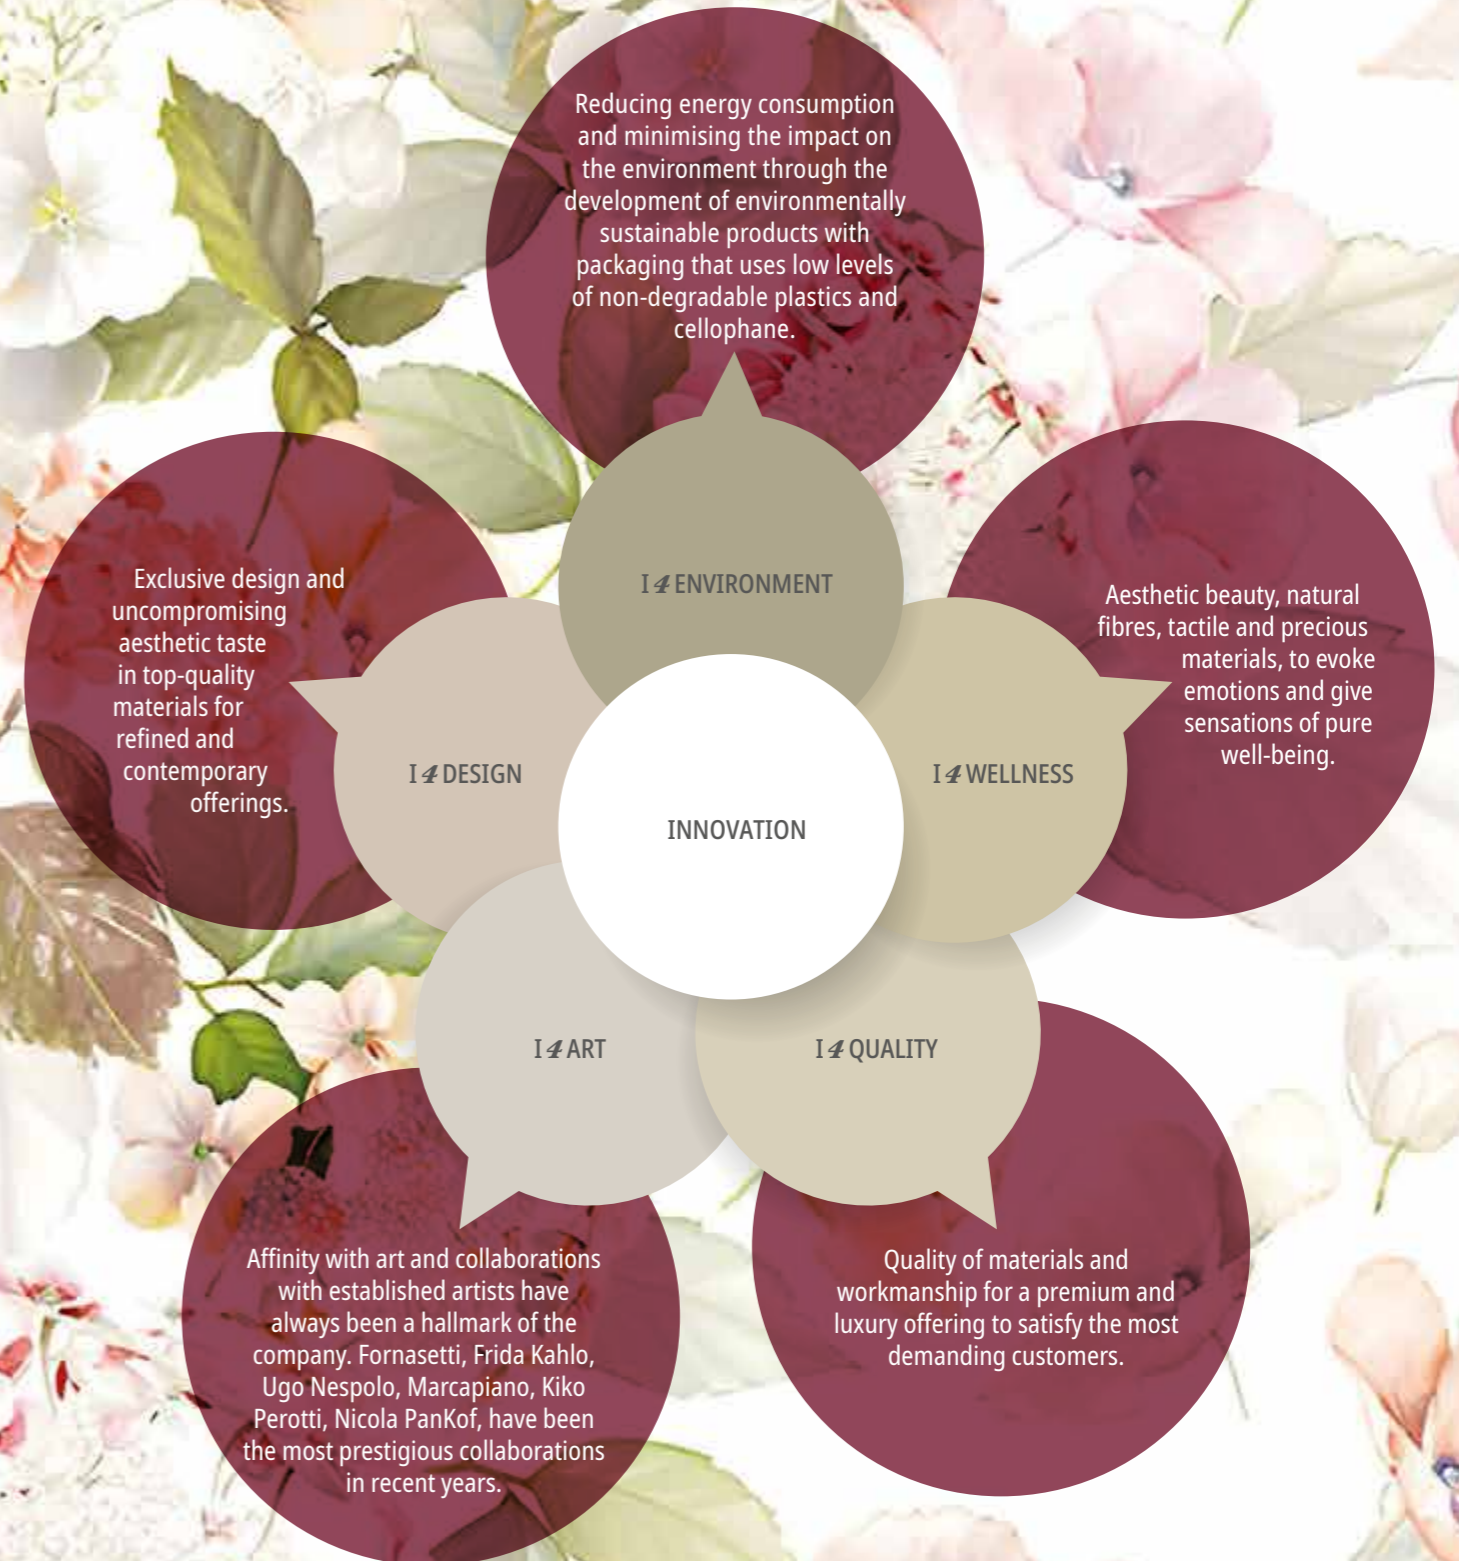 Reducing energy consumption
and minimising the impact on
the environment through the
development of environmentally
sustainable products with
packaging that uses low levels
of non-degradable plastics and
cellophane.
I 4 ENVIRONMENT
Exclusive design and
uncompromising
aesthetic taste
in top-quality
materials for
refined and
contemporary
offerings.
I 4 DESIGN
Aesthetic beauty, natural
fibres, tactile and precious
materials, to evoke
emotions and give
sensations of pure
well-being.
I 4 WELLNESS
INNOVATION
I 4 ART
I 4 QUALITY
Affinity with art and collaborations
with established artists have
always been a hallmark of the
company. Fornasetti, Frida Kahlo,
Ugo Nespolo, Marcapiano, Kiko
Perotti, Nicola PanKof, have been
the most prestigious collaborations
in recent years.
Quality of materials and
workmanship for a premium and
luxury offering to satisfy the most
demanding customers.